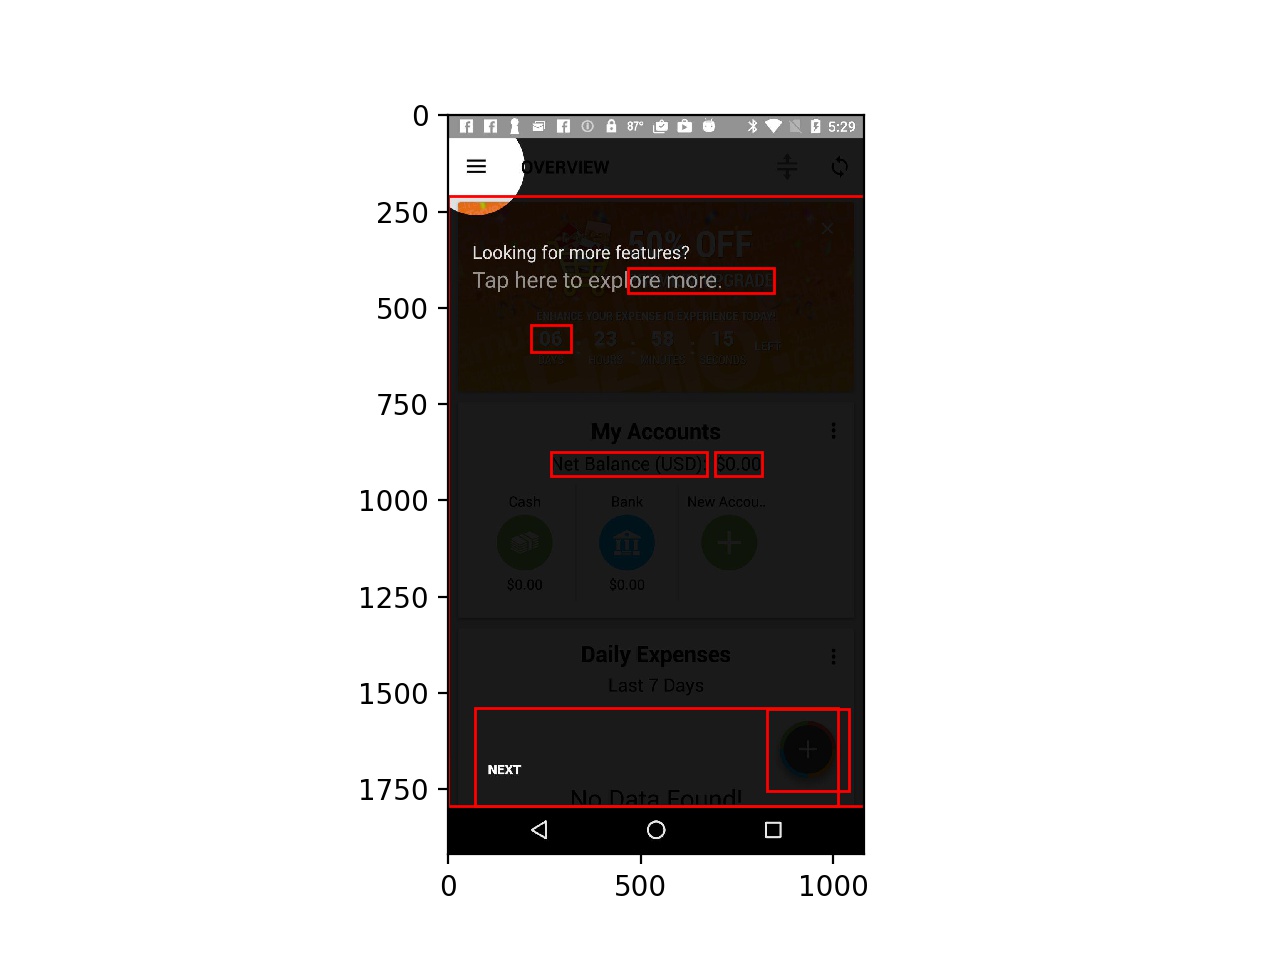 0
87° 5:29
OVERVIEW
250
50% OFF
Looking for more features?
Tap here to explore more.
UPGRADE
500
ENHANCE YOUR EXPENSE IQ EXPERIENCE TODAY!
06 : 23 : 58 : 15 LEFT
DAYS HOURS MINUTES SECONDS
750
My Accounts
Net Balance (USD): $0.00
1000
Cash Bank New Accou..
$0.00 $0.00
1250
Daily Expenses
Last 7 Days
1500
NEXT
1750
No Data Found!
0 500 1000